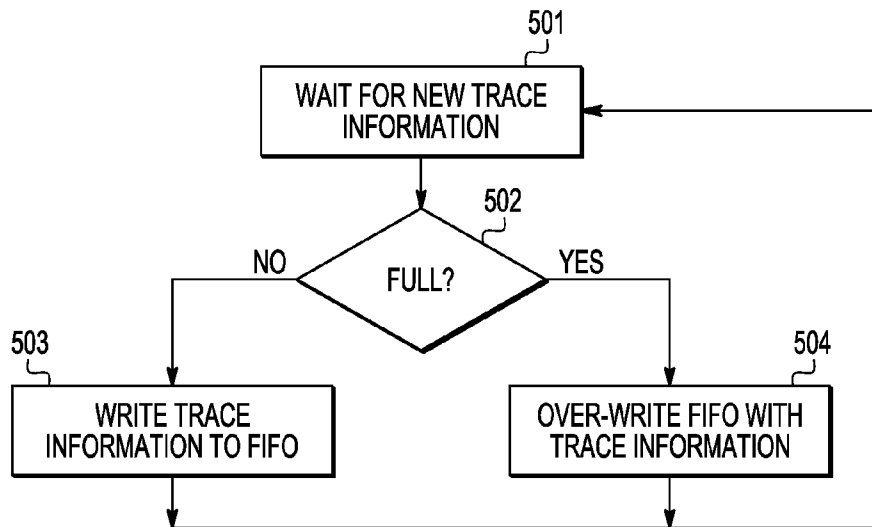 501
WAIT FOR NEW TRACE
INFORMATION
502
NO
FULL?
YES
503
504
WRITE TRACE
INFORMATION TO FIFO
OVER-WRITE FIFO WITH
TRACE INFORMATION